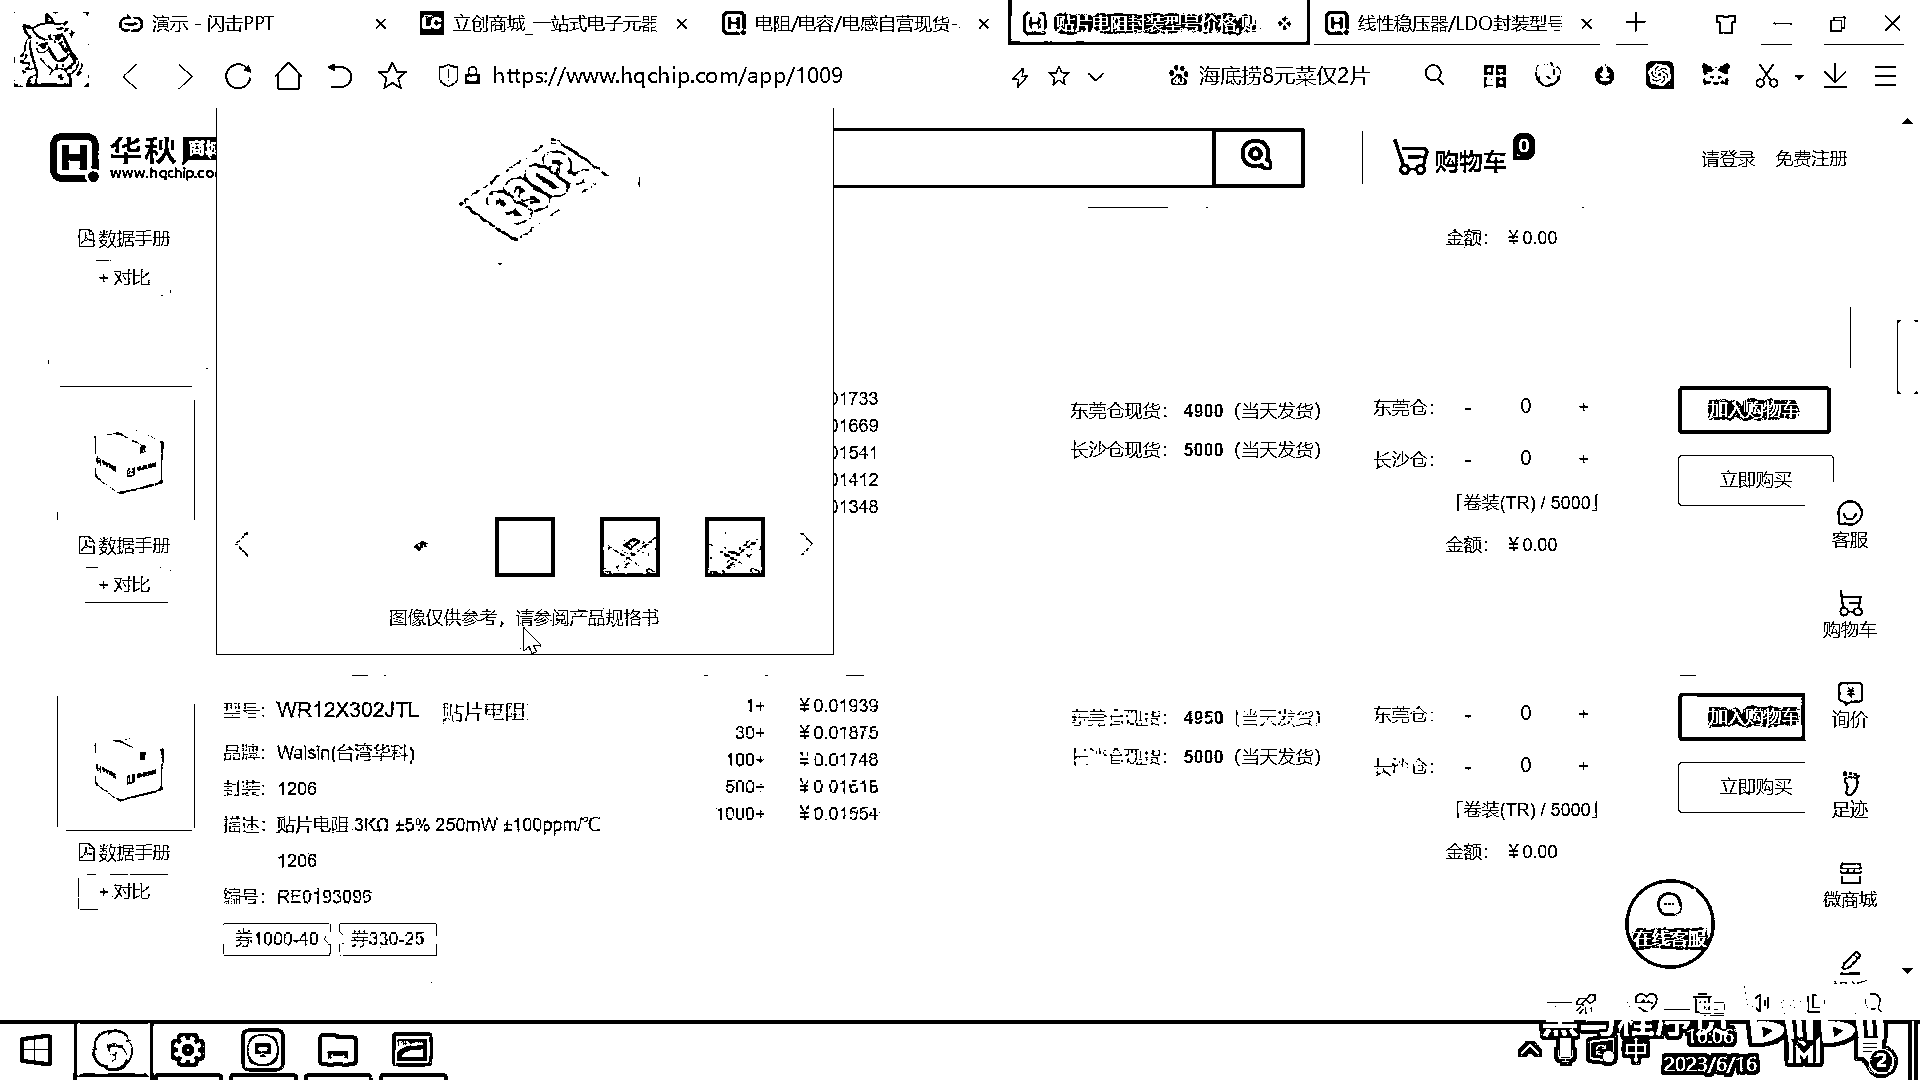 演示 - 闪击PPT
立创商城_一站式电子元器
电阻/电容/电感自营现货-
贴片电阻封装型号价格贴
线性稳压器/LDO封装型号
https://www.hqchip.com/app/1009
海底捞8元菜仅2片
华秋 商城
www.hqchip.co
购物车 0
请登录 免费注册
3302
数据手册
+ 对比
金额: ¥0.00
01733
01669
01541
01412
01348
东莞仓现货: 4900 (当天发货)
长沙仓现货: 5000 (当天发货)
东莞仓: - 0 +
长沙仓: - 0 +
「卷装(TR) / 5000」
金额: ¥0.00
加入购物车
立即购买
数据手册
+ 对比
图像仅供参考，请参阅产品规格书
客服
购物车
询价
足迹
微商城
型号: WR12X302JTL 贴片电阻
品牌: Walsin(台湾华科)
封装: 1206
描述: 贴片电阻 3KΩ ±5% 250mW ±100ppm/℃
1206
编号: RE0193096
券1000-40 券330-25
1+ ¥0.01939
30+ ¥0.01875
100+ ¥0.01748
500+ ¥0.01618
1000+ ¥0.01554
东莞仓现货: 4950 (当天发货)
长沙仓现货: 5000 (当天发货)
东莞仓: - 0 +
长沙仓: - 0 +
「卷装(TR) / 5000」
金额: ¥0.00
加入购物车
立即购买
数据手册
+ 对比
在线客服
黑马程序员
中
16:06
2023/6/16
2